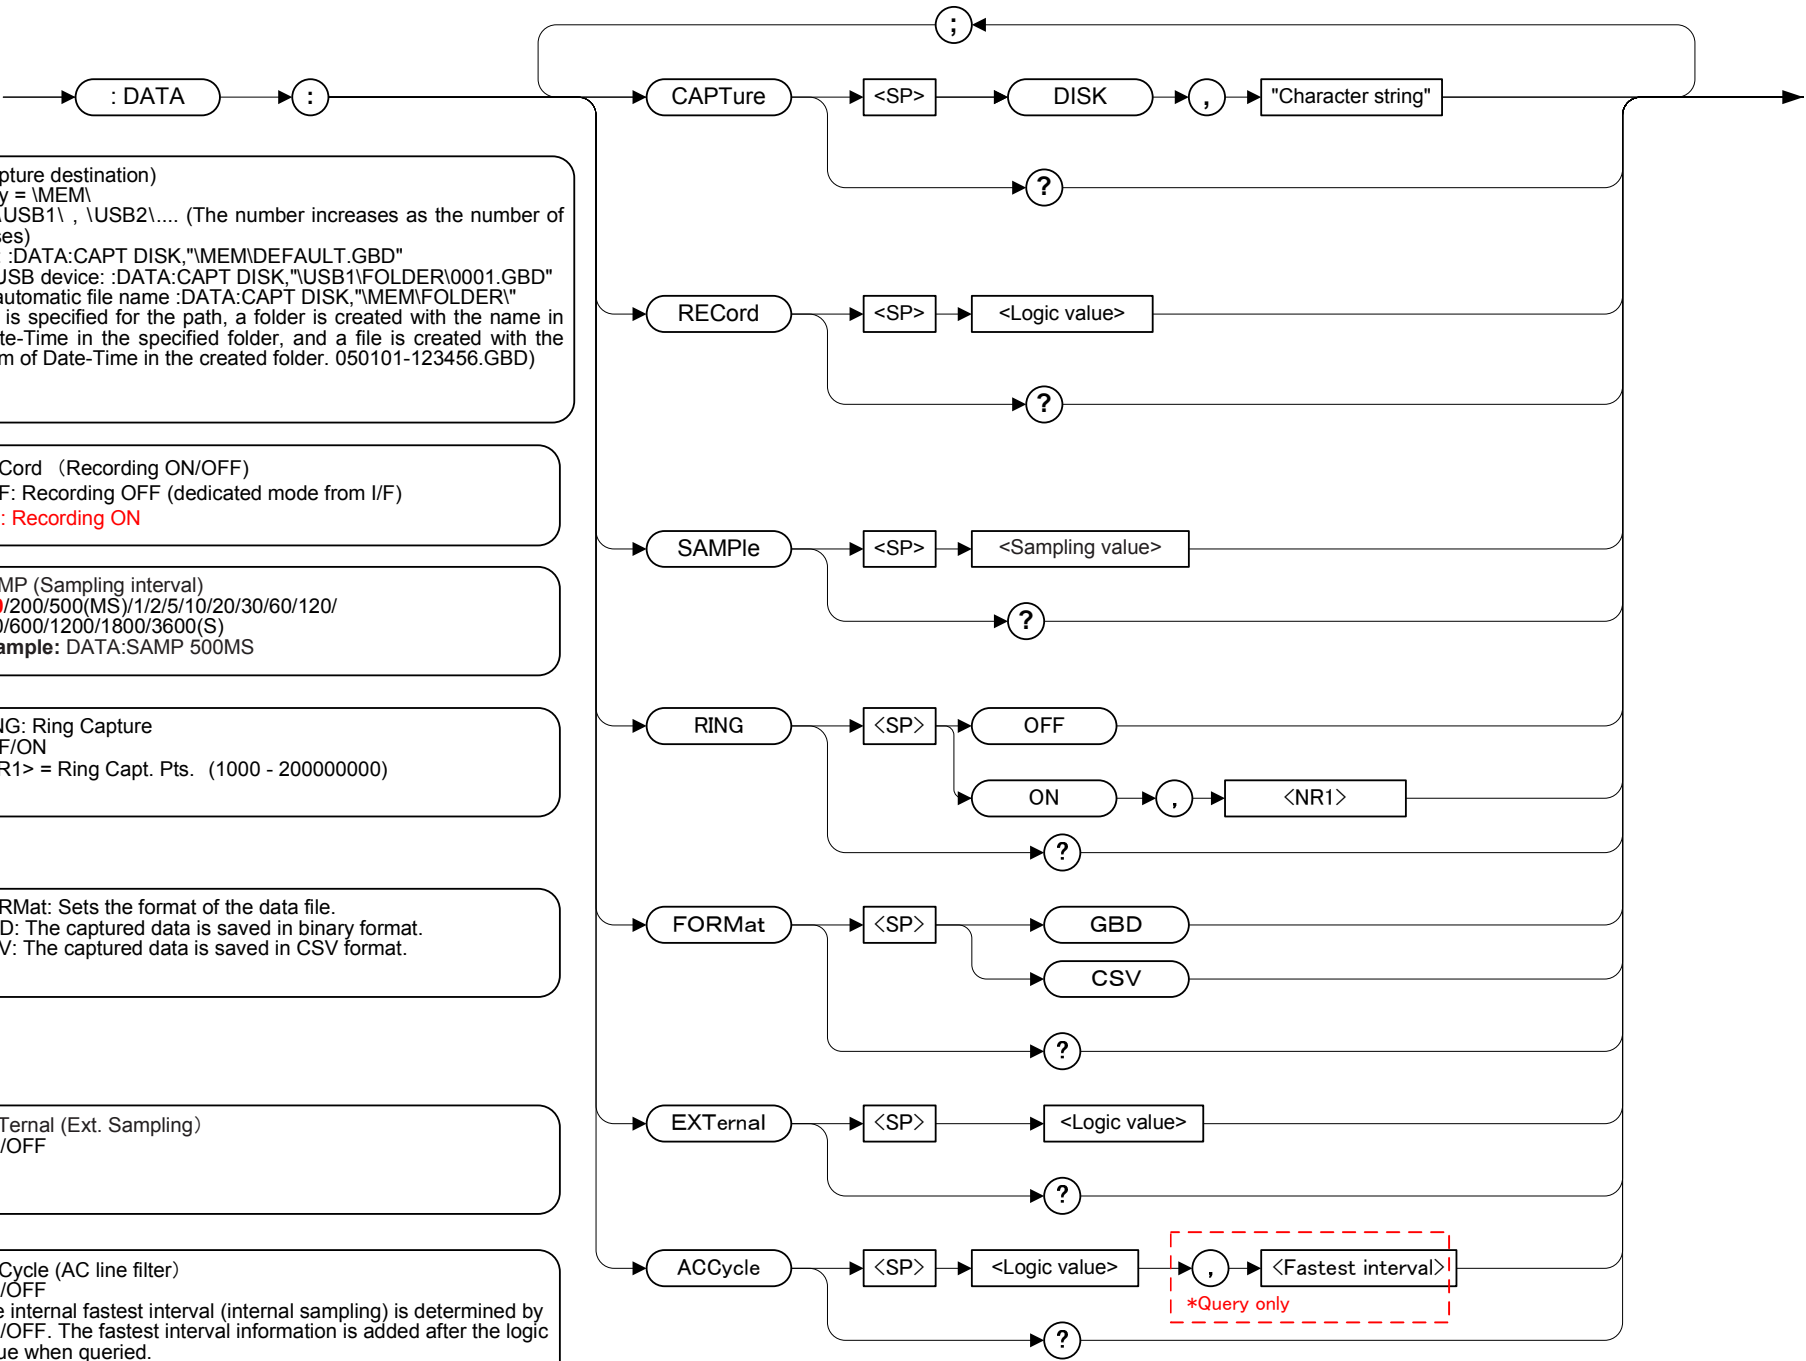 ;
: DATA : CAPTure <SP> DISK , "Character string"
?
pture destination)
y = \MEM\
\USB1\ , \USB2\.... (The number increases as the number of
ses)
: :DATA:CAPT DISK,"\MEM\DEFAULT.GBD"
USB device: :DATA:CAPT DISK,"\USB1\FOLDER\0001.GBD"
automatic file name :DATA:CAPT DISK,"\MEM\FOLDER\"
is specified for the path, a folder is created with the name in
te-Time in the specified folder, and a file is created with the
m of Date-Time in the created folder. 050101-123456.GBD)
RECord <SP> <Logic value>
?
Cord (Recording ON/OFF)
F: Recording OFF (dedicated mode from I/F)
: Recording ON
SAMPle <SP> <Sampling value>
?
MP (Sampling interval)
/200/500(MS)/1/2/5/10/20/30/60/120/
0/600/1200/1800/3600(S)
ample: DATA:SAMP 500MS
RING <SP> OFF
ON , <NR1>
?
NG: Ring Capture
F/ON
R1> = Ring Capt. Pts. (1000 - 200000000)
FORMat <SP> GBD
CSV
?
RMat: Sets the format of the data file.
D: The captured data is saved in binary format.
V: The captured data is saved in CSV format.
EXTernal <SP> <Logic value>
?
Ternal (Ext. Sampling)
/OFF
ACCycle <SP> <Logic value> , <Fastest interval>
*Query only
?
Cycle (AC line filter)
/OFF
e internal fastest interval (internal sampling) is determined by
/OFF. The fastest interval information is added after the logic
ue when queried.